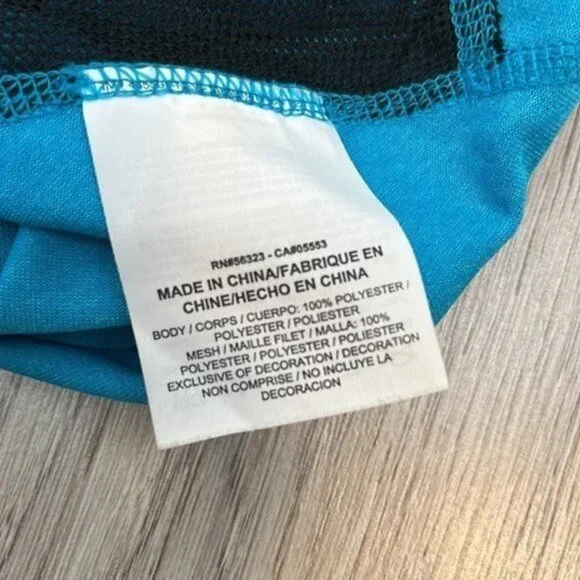 RN#56323 - CA#05553
MADE IN CHINA/FABRIQUE EN
CHINE/HECHO EN CHINA
BODY / CORPS / CUERPO: 100% POLYESTER /
POLYESTER / POLIESTER
MESH / MAILLE FILET / MALLA: 100%
POLYESTER / POLYESTER / POLIESTER
EXCLUSIVE OF DECORATION / DECORATION
NON COMPRISE / NO INCLUYE LA
DECORACION